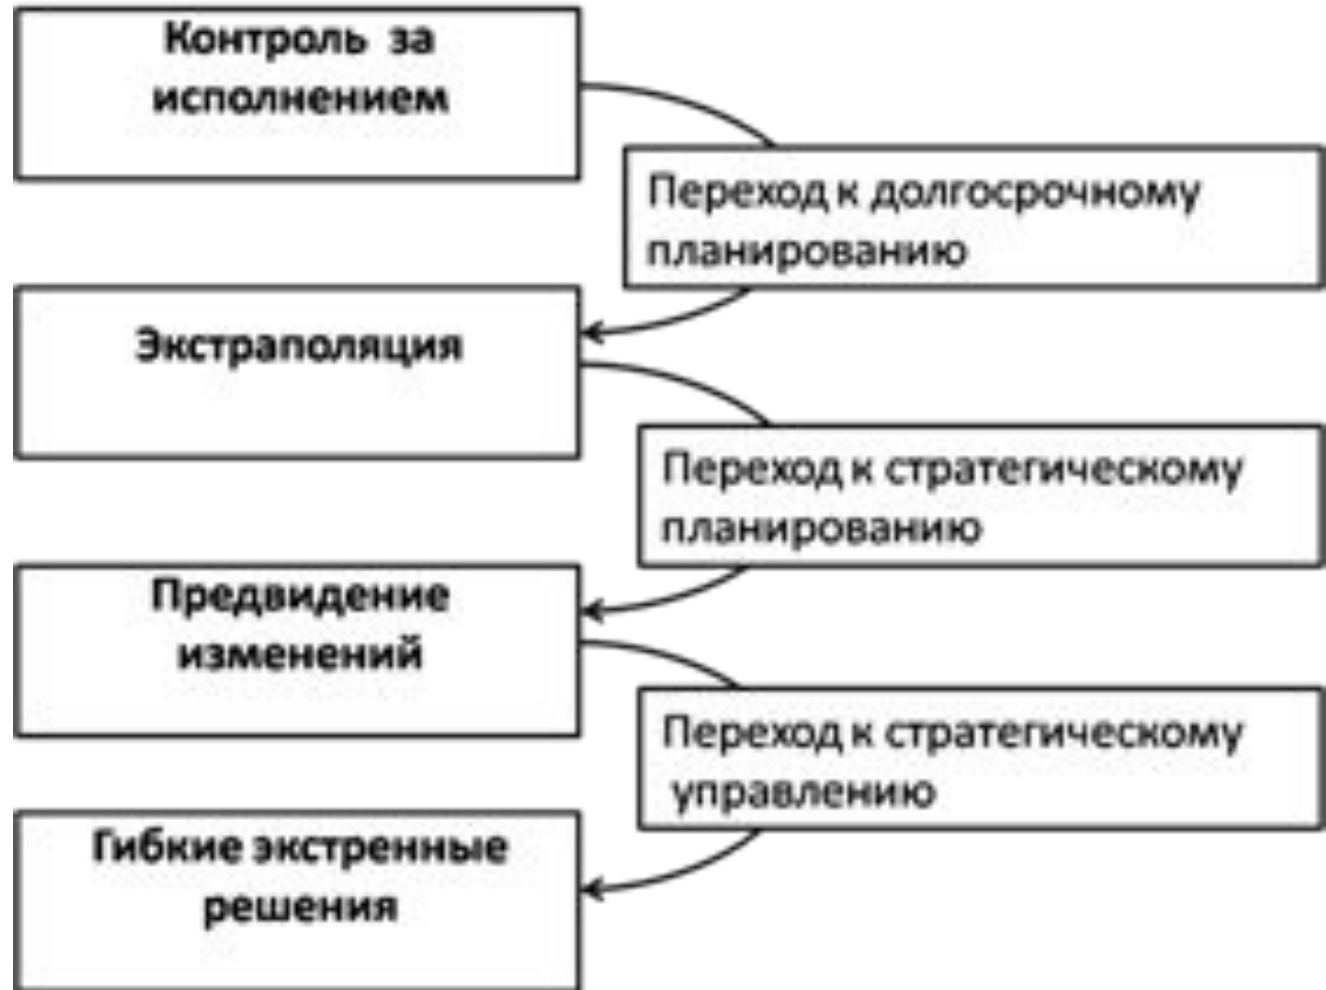 Контроль за
исполнением
Переход к долгосрочному
планированию
Экстраполяция
Переход к стратегическому
планированию
Предвидение
изменений
Переход к стратегическому
управлению
Гибкие экстренные
решения